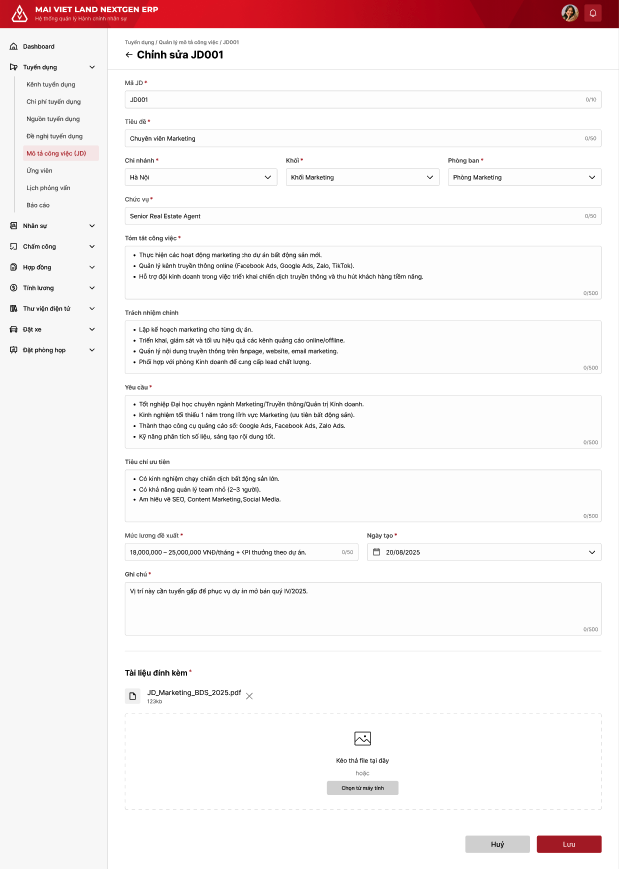 MAI VIET LAND NEXTGEN ERP
Hệ thống quản lý Hành chính nhân sự
Dashboard
Tuyển dụng
Kênh tuyển dụng
Chi phí tuyển dụng
Nguồn tuyển dụng
Đề nghị tuyển dụng
Mô tả công việc (JD)
Ứng viên
Lịch phỏng vấn
Báo cáo
Nhân sự
Chấm công
Hợp đồng
Tính lương
Thư viện điện tử
Đặt xe
Đặt phòng họp
Tuyển dụng / Quản lý mô tả công việc / JD001
← Chỉnh sửa JD001
Mã JD *
JD001 0/10
Tiêu đề *
Chuyên viên Marketing 0/50
Chi nhánh * Khối * Phòng ban *
Hà Nội Khối Marketing Phòng Marketing
Chức vụ *
Senior Real Estate Agent 0/50
Tóm tắt công việc *
• Thực hiện các hoạt động marketing cho dự án bất động sản mới.
• Quản lý kênh truyền thông online (Facebook Ads, Google Ads, Zalo, TikTok).
• Hỗ trợ đội kinh doanh trong việc triển khai chiến dịch truyền thông và thu hút khách hàng tiềm năng.
0/500
Trách nhiệm chính
• Lập kế hoạch marketing cho từng dự án.
• Triển khai, giám sát và tối ưu hiệu quả các kênh quảng cáo online/offline.
• Quản lý nội dung truyền thông trên fanpage, website, email marketing.
• Phối hợp với phòng Kinh doanh để cung cấp lead chất lượng.
0/500
Yêu cầu *
• Tốt nghiệp Đại học chuyên ngành Marketing/Truyền thông/Quản trị Kinh doanh.
• Kinh nghiệm tối thiểu 1 năm trong lĩnh vực Marketing (ưu tiên bất động sản).
• Thành thạo công cụ quảng cáo số: Google Ads, Facebook Ads, Zalo Ads.
• Kỹ năng phân tích số liệu, sáng tạo nội dung tốt.
0/500
Tiêu chí ưu tiên
• Có kinh nghiệm chạy chiến dịch bất động sản lớn.
• Có khả năng quản lý team nhỏ (2–3 người).
• Am hiểu về SEO, Content Marketing, Social Media.
0/500
Mức lương đề xuất * Ngày tạo *
18,000,000 – 25,000,000 VNĐ/tháng + KPI thưởng theo dự án. 0/50 20/08/2025
Ghi chú *
Vị trí này cần tuyển gấp để phục vụ dự án mở bán quý IV/2025.
0/500
Tài liệu đính kèm *
JD_Marketing_BDS_2025.pdf
123kb
Kéo thả file tại đây
hoặc
Chọn từ máy tính
Huỷ Lưu